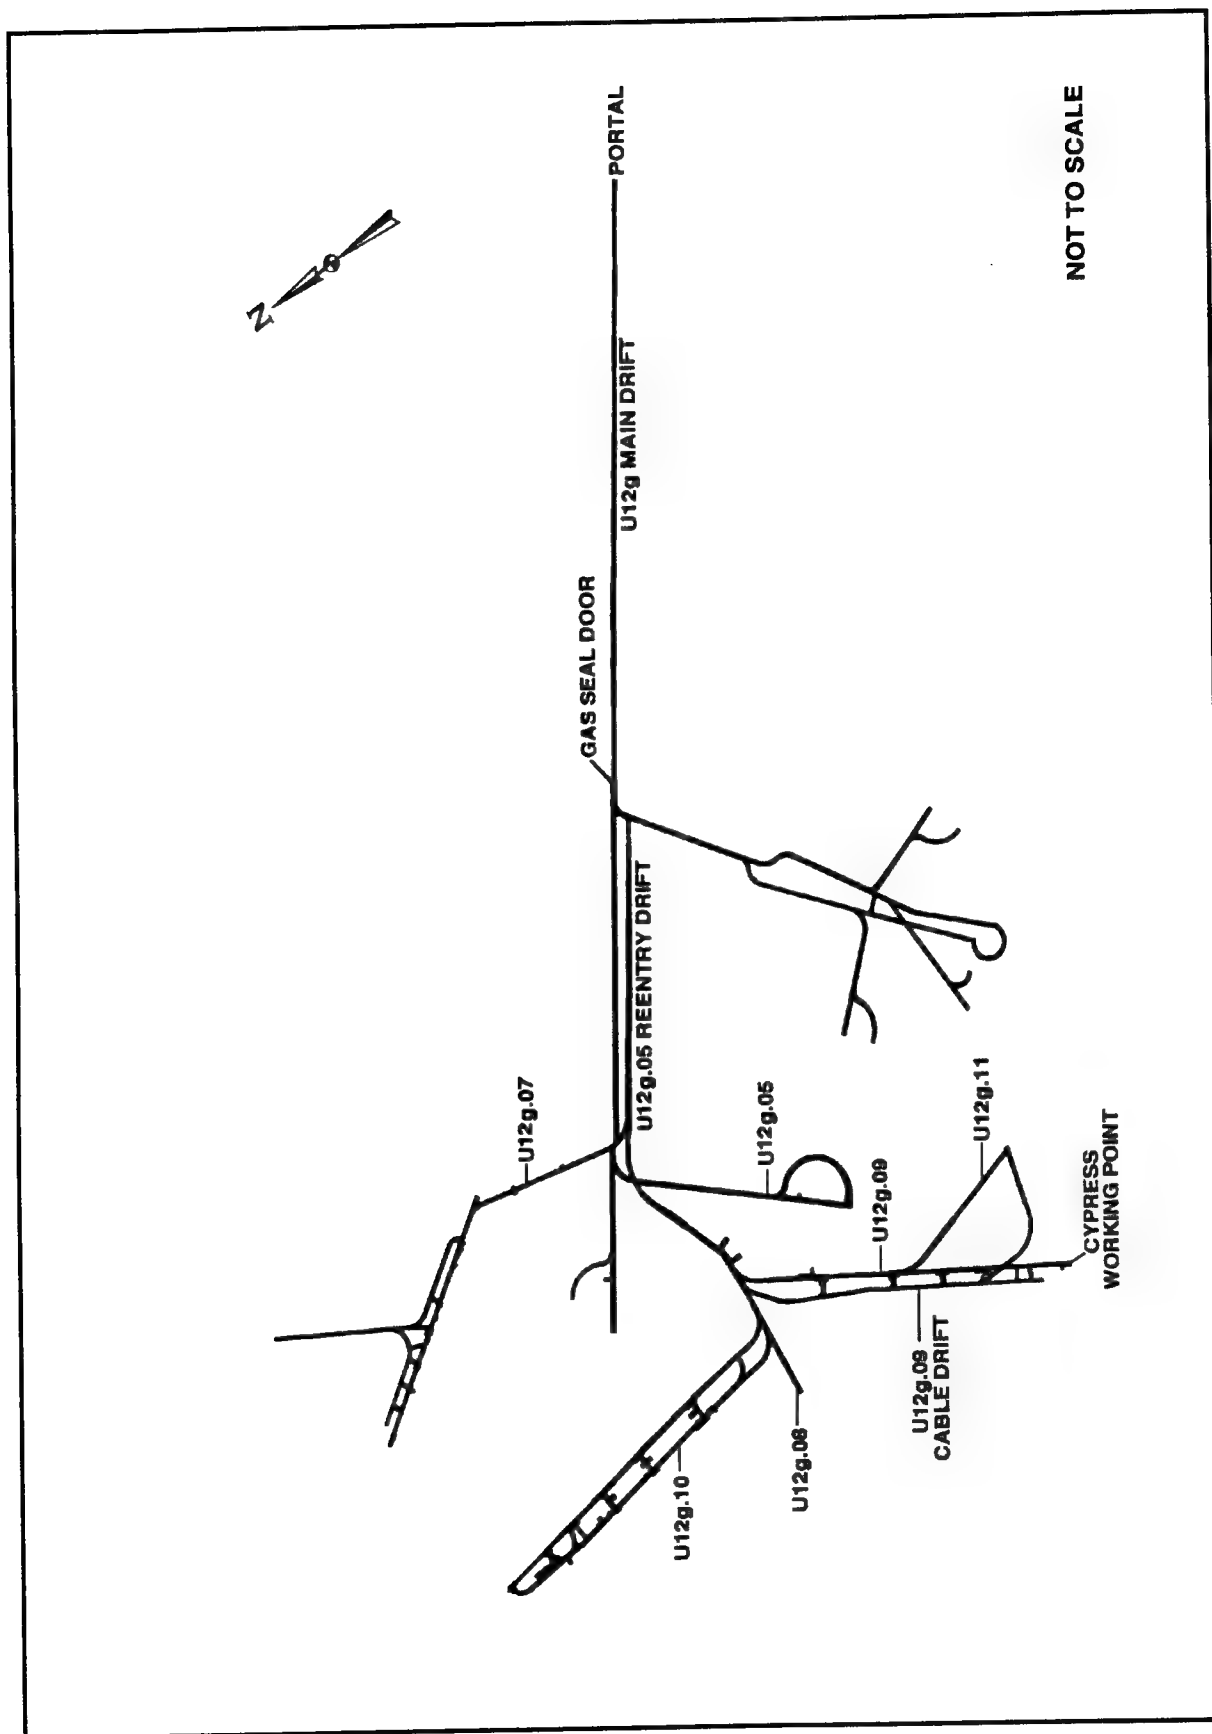 N
PORTAL
NOT TO SCALE
U12g MAIN DRIFT
GAS SEAL DOOR
U12g.05 REENTRY DRIFT
U12g.07
U12g.05
U12g.11
U12g.09
CYPRESS
WORKING POINT
U12g.09
CABLE DRIFT
U12g.08
U12g.10